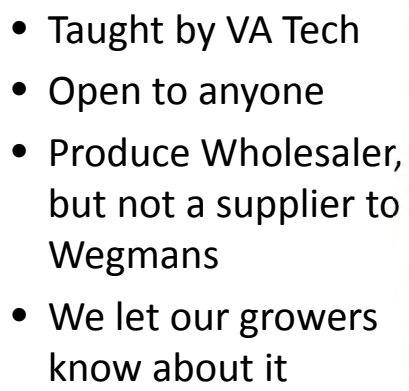 • Taught by VA Tech
• Open to anyone
• Produce Wholesaler,
but not a supplier to
Wegmans
• We let our growers
know about it